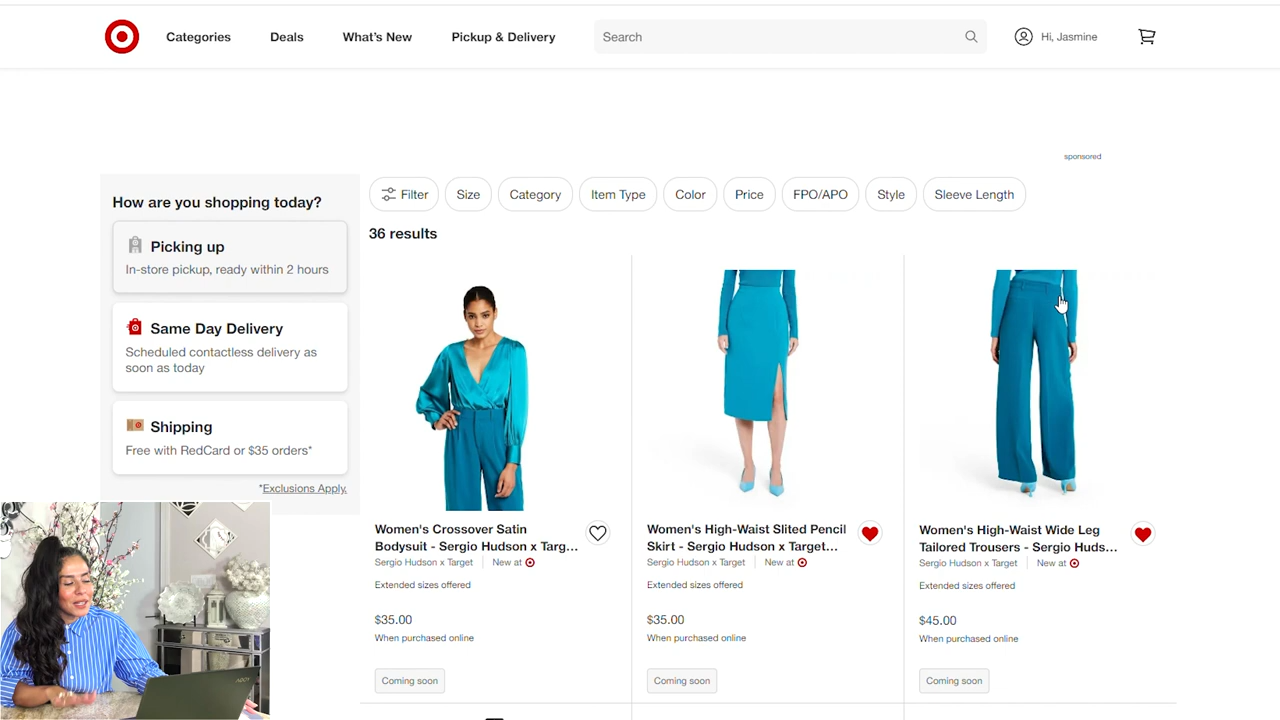 Categories
Deals
What's New
Pickup & Delivery
Search
Hi, Jasmine
sponsored
How are you shopping today?
Picking up
In-store pickup, ready within 2 hours
Same Day Delivery
Scheduled contactless delivery as
soon as today
Shipping
Free with RedCard or $35 orders*
*Exclusions Apply.
Filter
Size
Category
Item Type
Color
Price
FPO/APO
Style
Sleeve Length
36 results
Women's Crossover Satin
Bodysuit - Sergio Hudson x Targ...
Sergio Hudson x Target
New at
Extended sizes offered
$35.00
When purchased online
Coming soon
Women's High-Waist Slited Pencil
Skirt - Sergio Hudson x Target...
Sergio Hudson x Target
New at
Extended sizes offered
$35.00
When purchased online
Coming soon
Women's High-Waist Wide Leg
Tailored Trousers - Sergio Huds...
Sergio Hudson x Target
New at
Extended sizes offered
$45.00
When purchased online
Coming soon